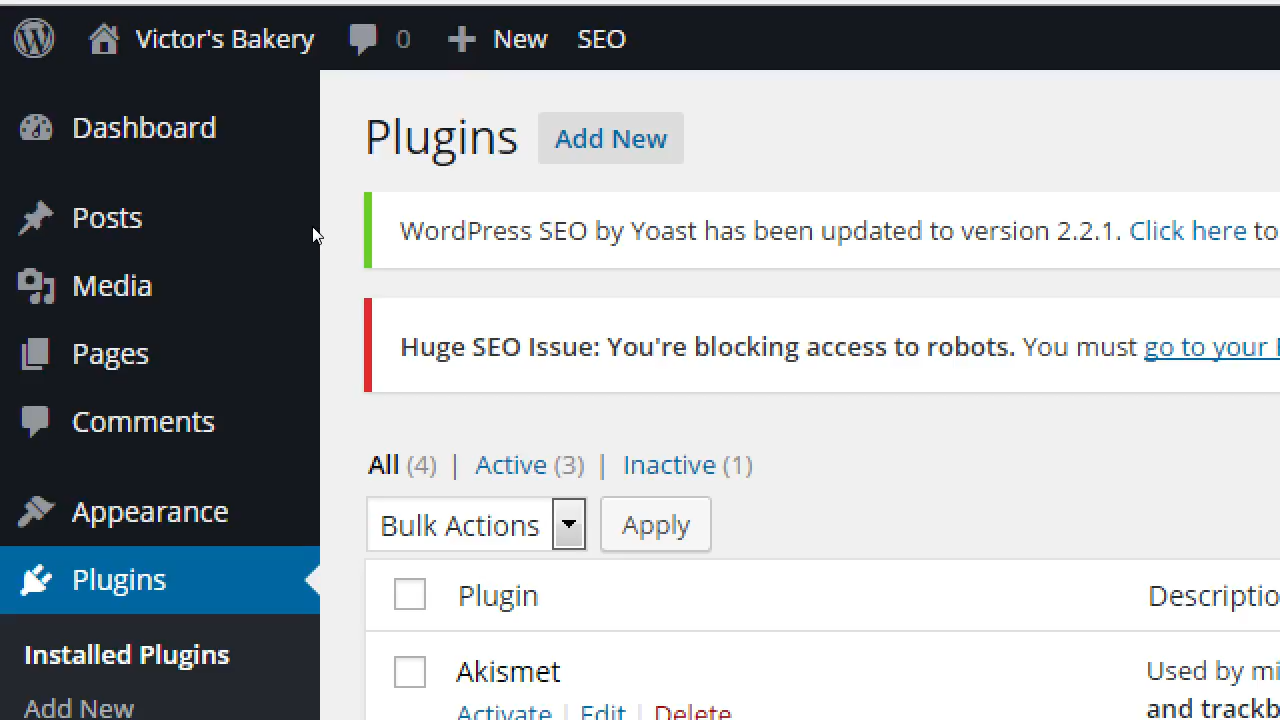 Victor's Bakery 0 New SEO
Dashboard
Posts
Media
Pages
Comments
Appearance
Plugins
Installed Plugins
Add New
Plugins Add New
WordPress SEO by Yoast has been updated to version 2.2.1. Click here to
Huge SEO Issue: You're blocking access to robots. You must go to your
All (4) | Active (3) | Inactive (1)
Bulk Actions Apply
Plugin Descriptio
Akismet Used by mi
Activate | Edit | Delete and trackb